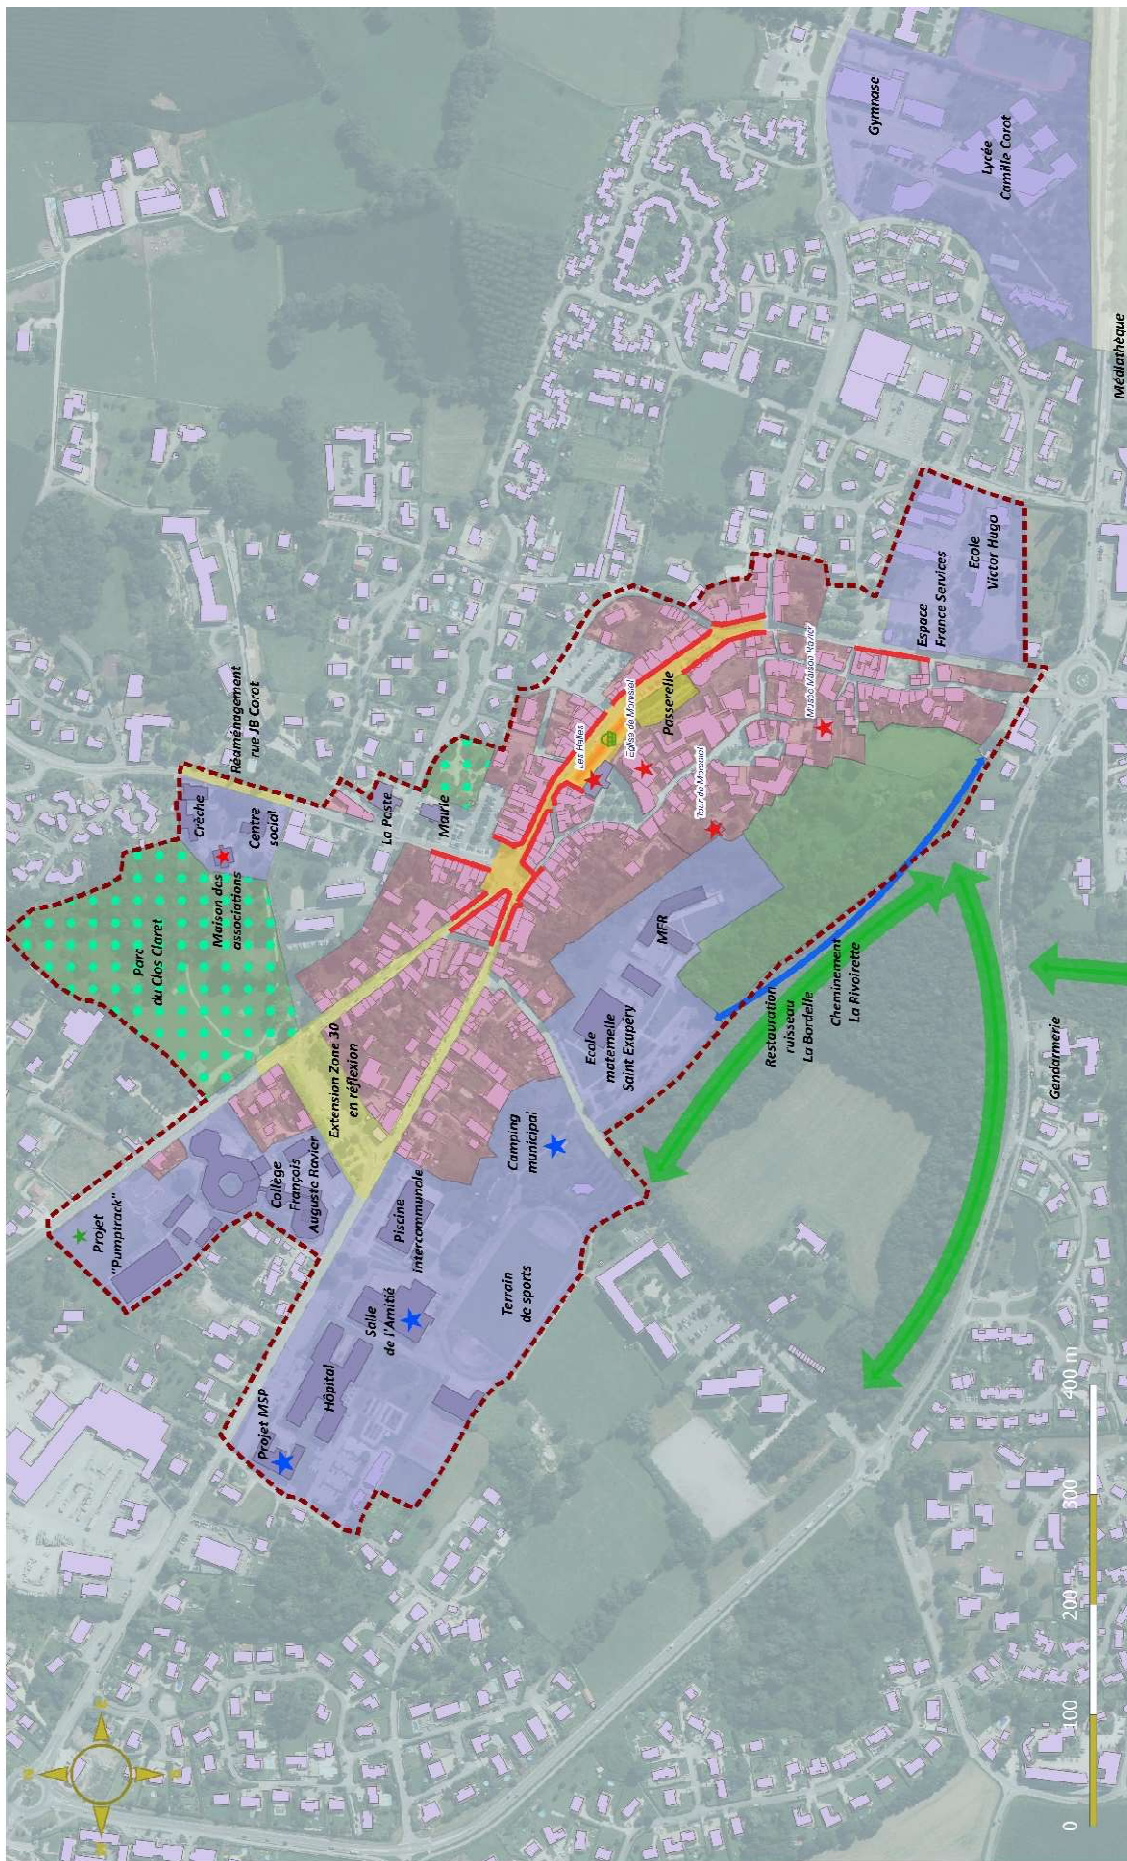 Gymnase
Lycée
Camille Corot
Médiathèque
Réaménagement
rue JB Corot
Crèche
Centre
social
La Poste
Mairie
Maison des
associations
Parc
du Clos Claret
Les Halles
Eglise de Morestel
Passerelle
Tour de Morestel
Musée Maison Ravier
Espace
France Services
Ecole
Victor Hugo
Extension Zone 30
en réflexion
MFR
Ecole
maternelle
Saint Exupéry
Restauration
ruisseau
La Bordelle
Cheminement
La Rivoirette
Gendarmerie
Camping
municipal
Projet
"Pumptrack"
Collège
François
Auguste Ravier
Piscine
intercommunale
Salle
de l'Amitié
Terrain
de sports
Hôpital
Projet MSP
0
100
200
300
400 m